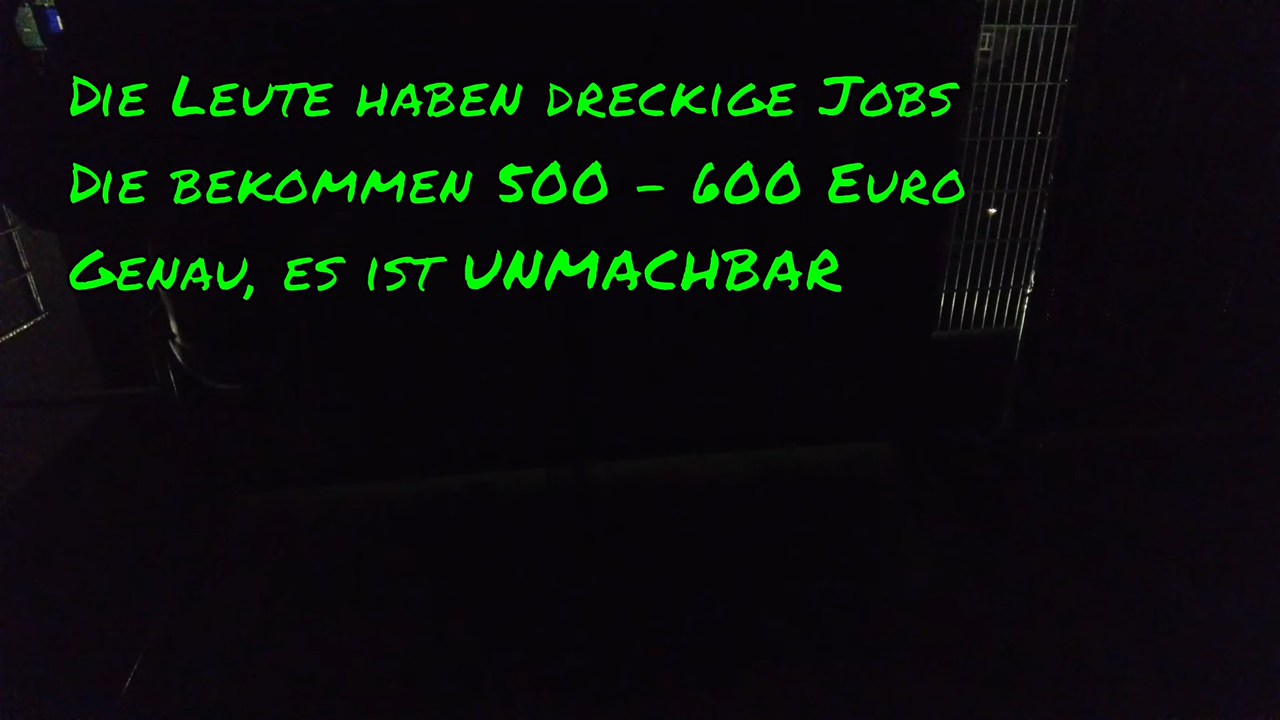 Die Leute haben dreckige Jobs
Die bekommen 500 - 600 Euro
Genau, es ist UNMACHBAR